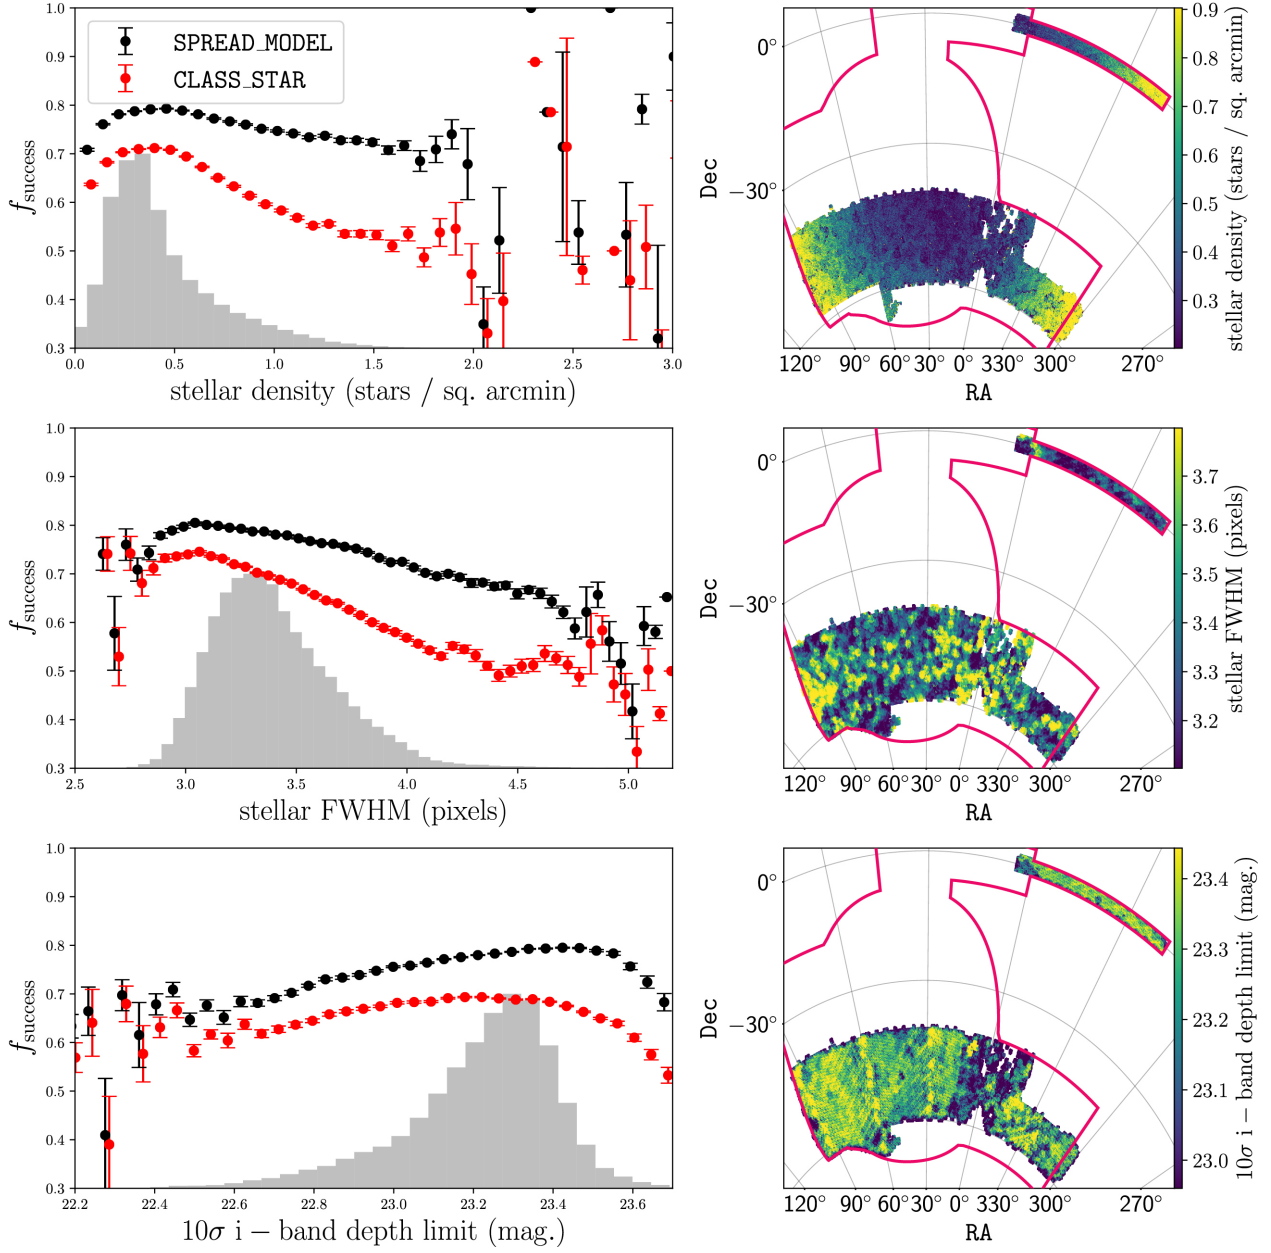 1.0
0.9
0.8
0.7
0.6
0.5
0.4
0.3
f_success
SPREAD_MODEL
CLASS_STAR
0.0 0.5 1.0 1.5 2.0 2.5 3.0
stellar density (stars / sq. arcmin)
0°
−30°
Dec
120° 90° 60° 30° 0° 330° 300° 270°
RA
0.9
0.8
0.7
0.6
0.5
0.4
0.3
stellar density (stars / sq. arcmin)
1.0
0.9
0.8
0.7
0.6
0.5
0.4
0.3
f_success
2.5 3.0 3.5 4.0 4.5 5.0
stellar FWHM (pixels)
0°
−30°
Dec
120° 90° 60° 30° 0° 330° 300° 270°
RA
3.7
3.6
3.5
3.4
3.3
3.2
stellar FWHM (pixels)
1.0
0.9
0.8
0.7
0.6
0.5
0.4
0.3
f_success
22.2 22.4 22.6 22.8 23.0 23.2 23.4 23.6
10σ i − band depth limit (mag.)
0°
−30°
Dec
120° 90° 60° 30° 0° 330° 300° 270°
RA
23.4
23.3
23.2
23.1
23.0
10σ i − band depth limit (mag.)